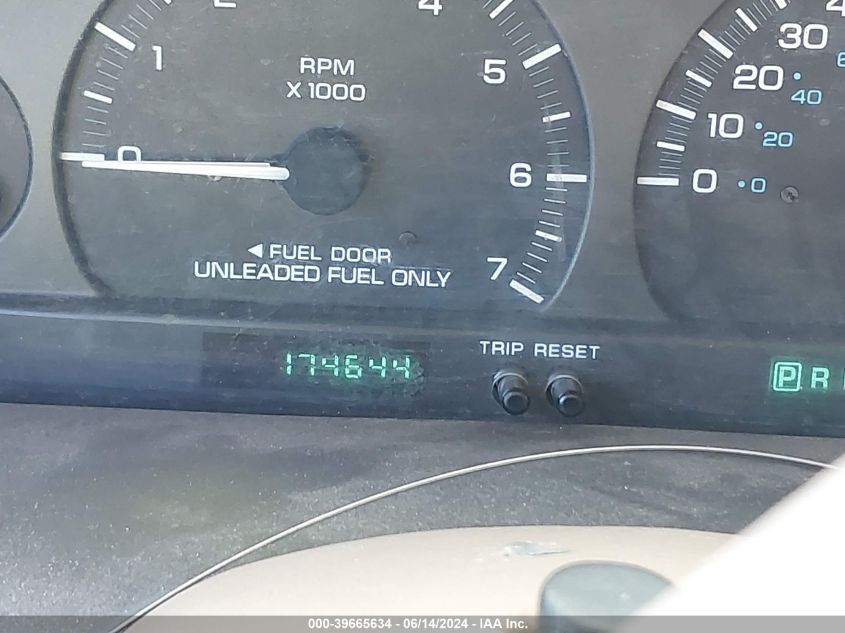 1 2 4 5 6 7 0
RPM
X 1000
◄ FUEL DOOR
UNLEADED FUEL ONLY
30
20 40
10 20
0 0
174644
TRIP RESET
P R
000-39665634 - 06/14/2024 - IAA Inc.